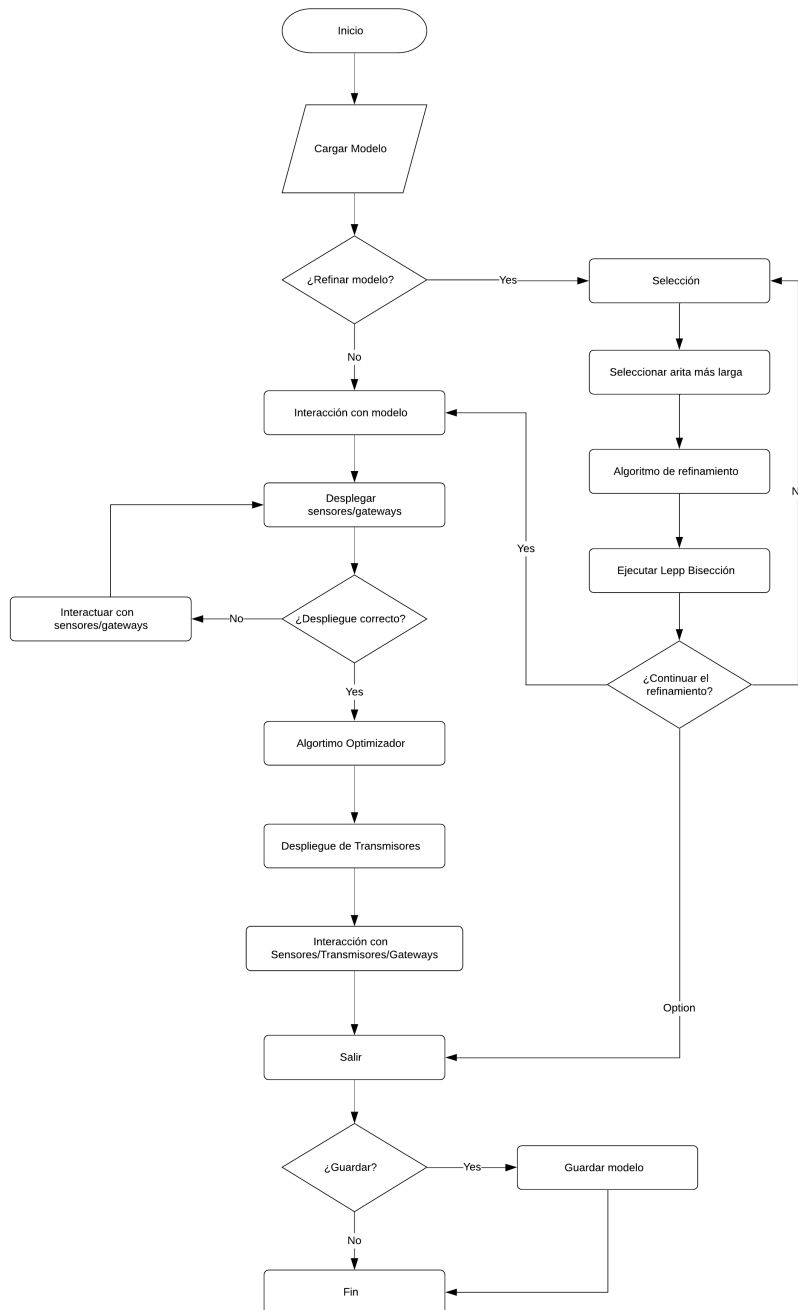 Inicio
Cargar Modelo
¿Refinar modelo?
Yes
Selección
No
Seleccionar arita más larga
Interacción con modelo
Algoritmo de refinamiento
Desplegar
sensores/gateways
Yes
Ejecutar Lepp Bisección
Interactuar con
sensores/gateways
No
¿Despliegue correcto?
¿Continuar el
refinamiento?
Yes
Algortimo Optimizador
Despliegue de Transmisores
Interacción con
Sensores/Transmisores/Gateways
Option
Salir
¿Guardar?
Yes
Guardar modelo
No
Fin